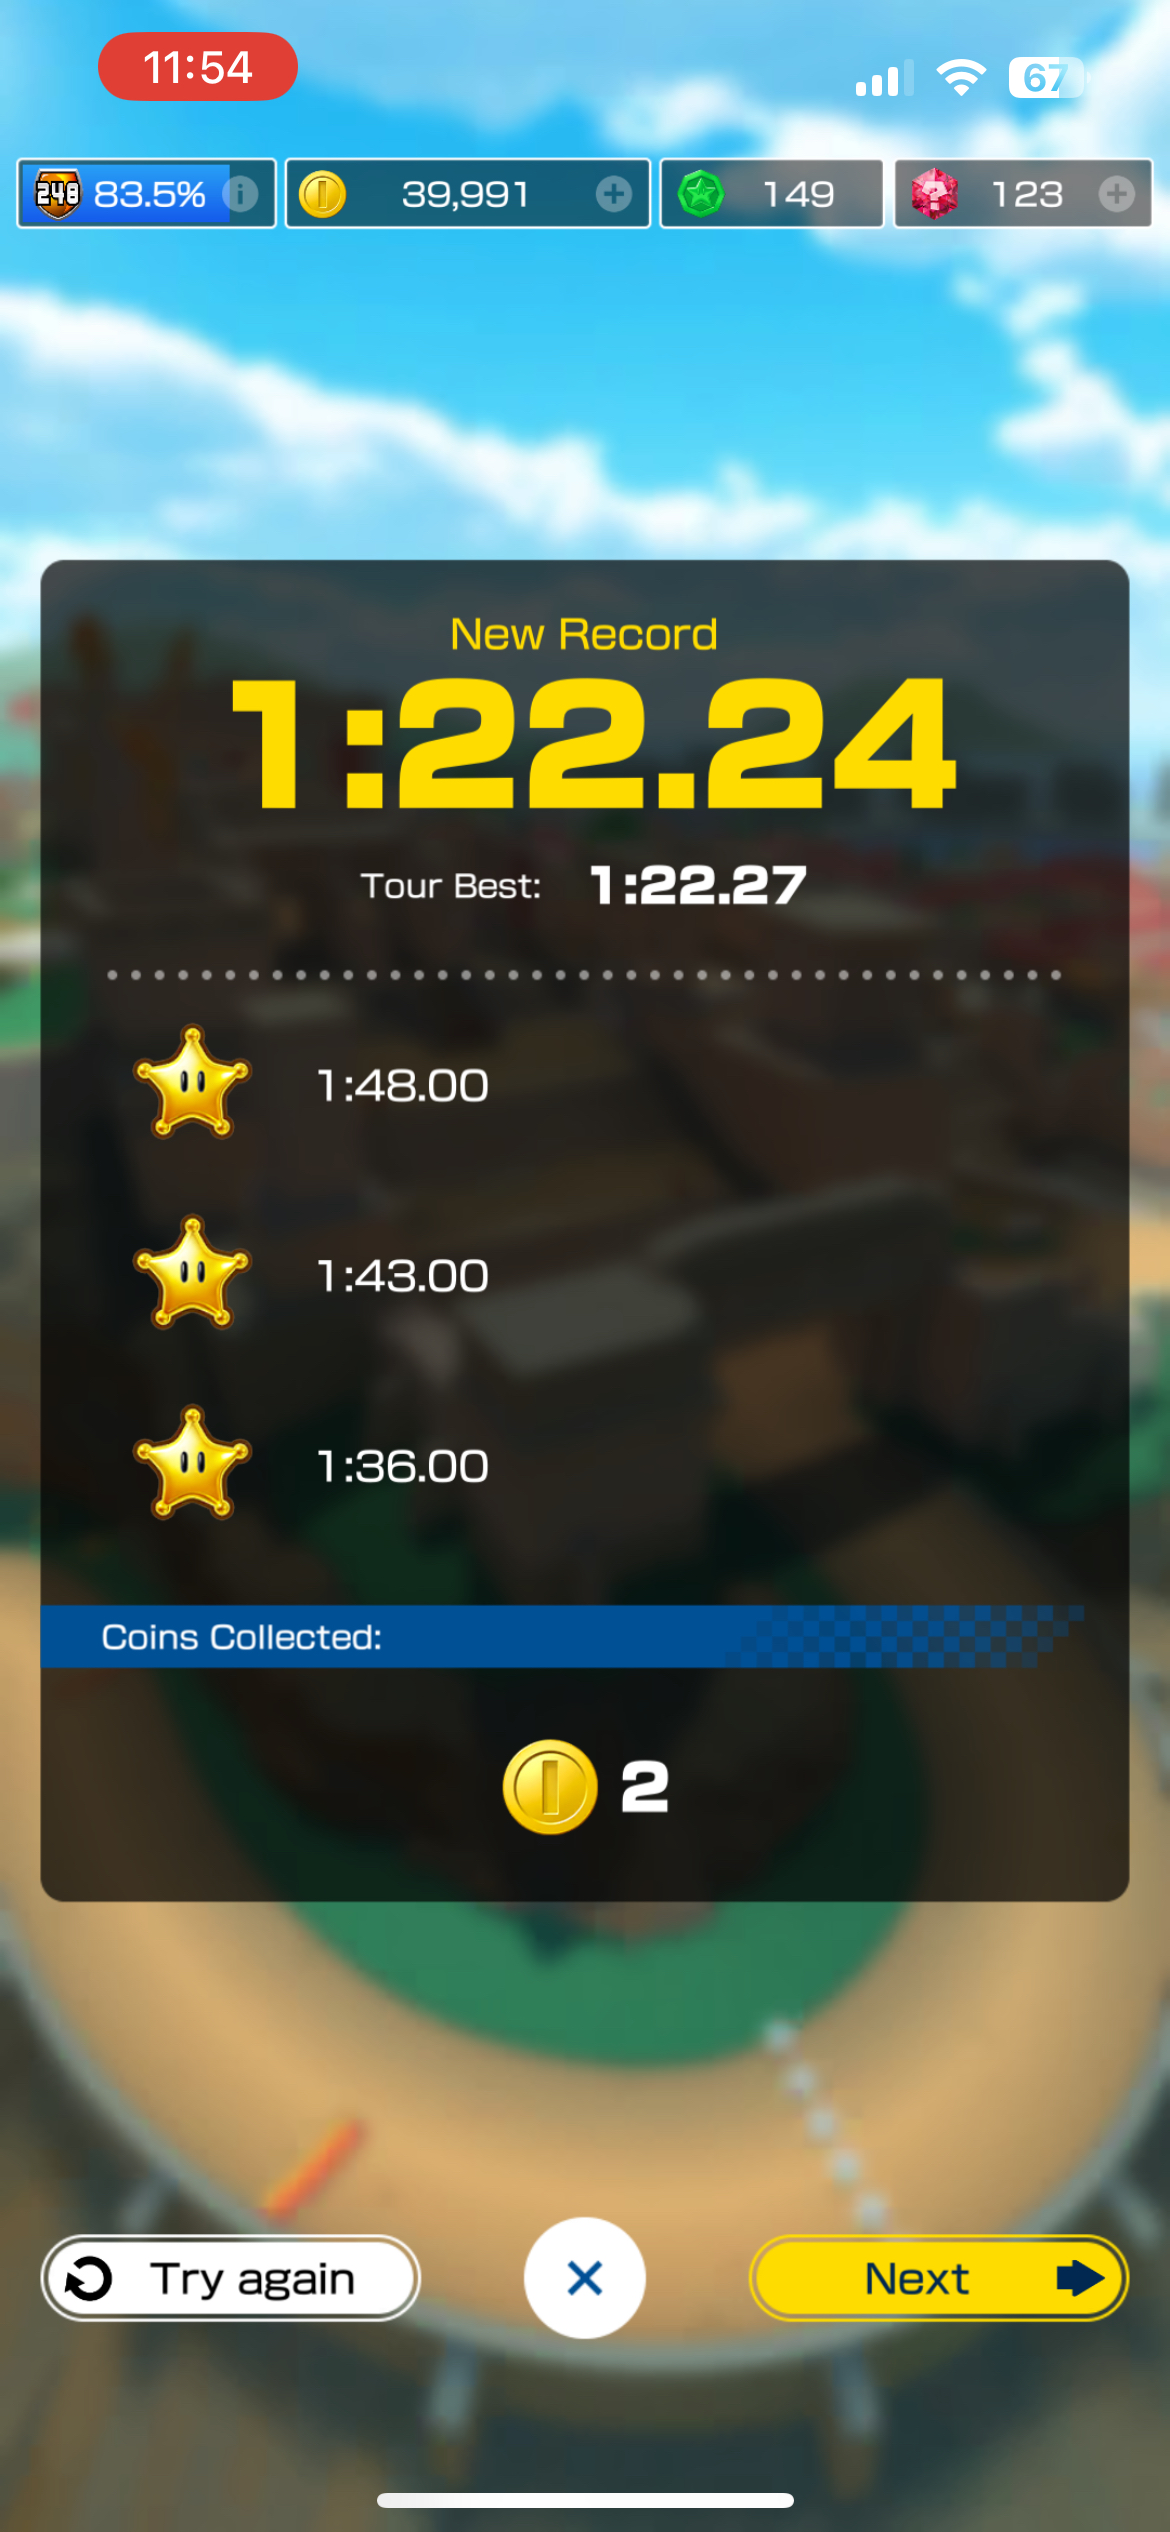 11:54
67
248 83.5% i 39,991 + 149 ? 123 +
New Record
1:22.24
Tour Best: 1:22.27
1:48.00
1:43.00
1:36.00
Coins Collected:
2
Try again × Next